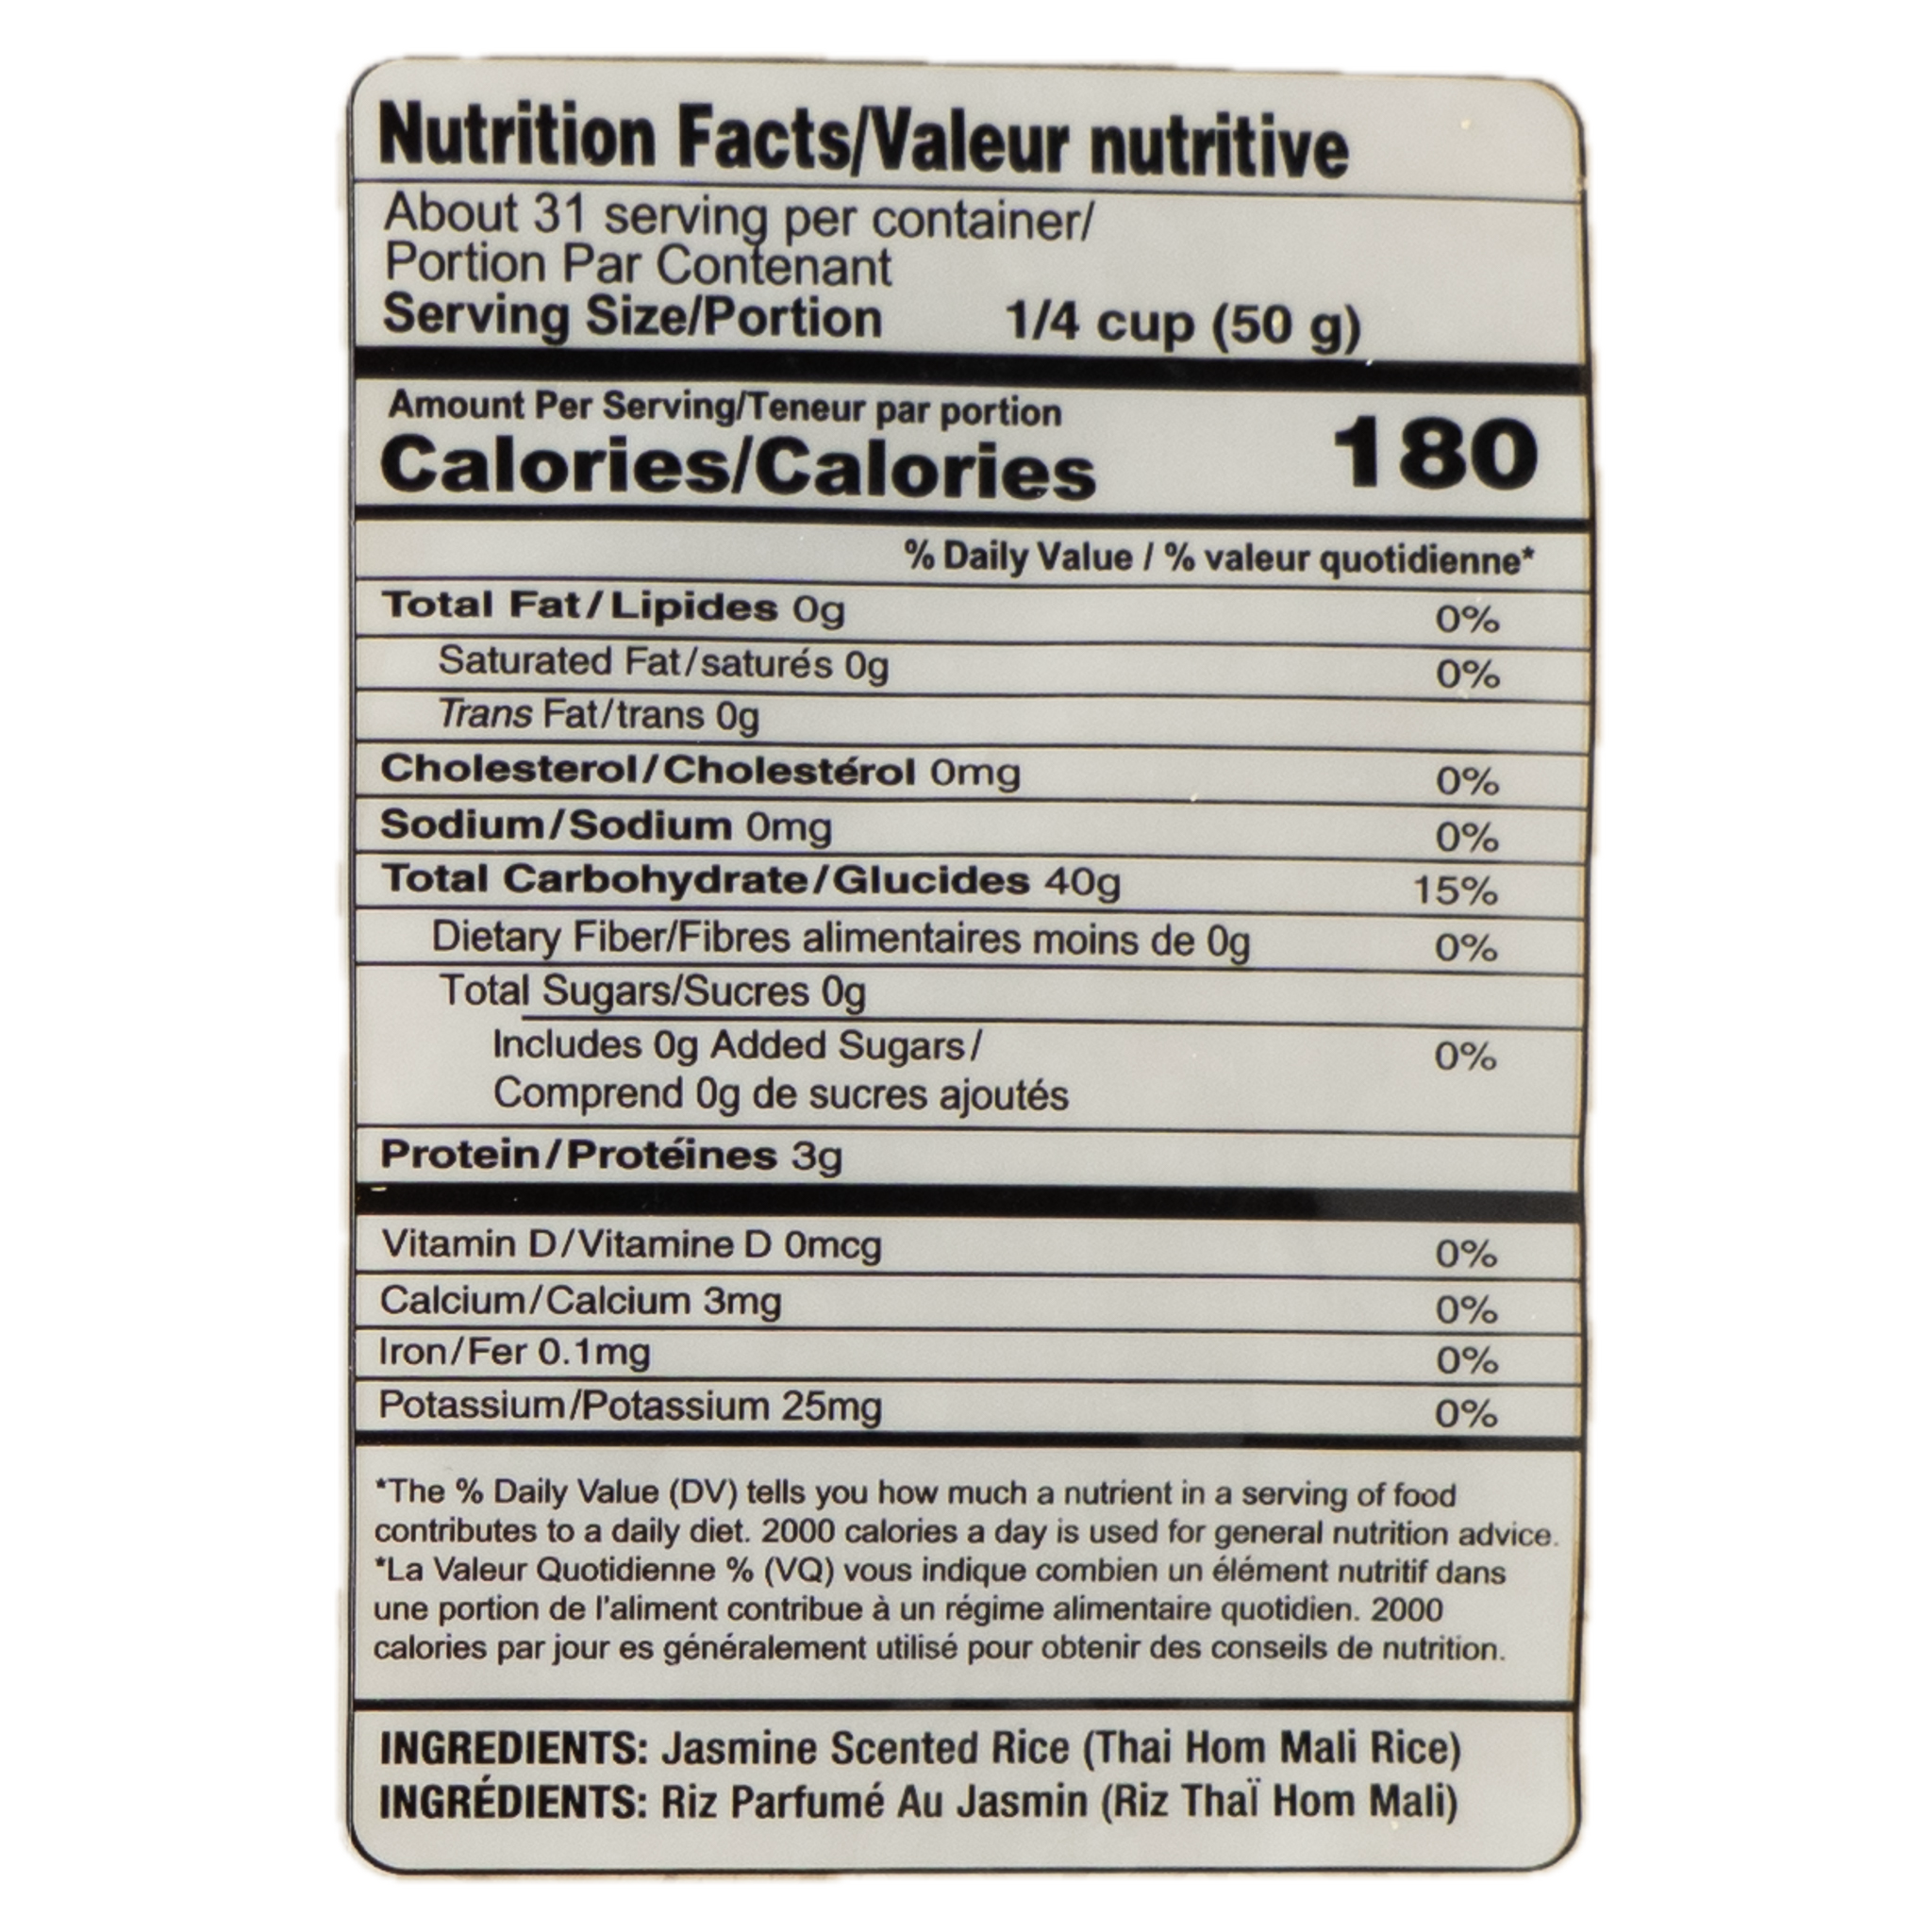 Nutrition Facts/Valeur nutritive
About 31 serving per container/
Portion Par Contenant
Serving Size/Portion 1/4 cup (50 g)
Amount Per Serving/Teneur par portion
Calories/Calories 180
% Daily Value / % valeur quotidienne*
Total Fat/Lipides 0g 0%
Saturated Fat/saturés 0g 0%
Trans Fat/trans 0g
Cholesterol/Cholestérol 0mg 0%
Sodium/Sodium 0mg 0%
Total Carbohydrate/Glucides 40g 15%
Dietary Fiber/Fibres alimentaires moins de 0g 0%
Total Sugars/Sucres 0g
Includes 0g Added Sugars/ 0%
Comprend 0g de sucres ajoutés
Protein/Protéines 3g
Vitamin D/Vitamine D 0mcg 0%
Calcium/Calcium 3mg 0%
Iron/Fer 0.1mg 0%
Potassium/Potassium 25mg 0%
*The % Daily Value (DV) tells you how much a nutrient in a serving of food
contributes to a daily diet. 2000 calories a day is used for general nutrition advice.
*La Valeur Quotidienne % (VQ) vous indique combien un élément nutritif dans
une portion de l'aliment contribue à un régime alimentaire quotidien. 2000
calories par jour es généralement utilisé pour obtenir des conseils de nutrition.
INGREDIENTS: Jasmine Scented Rice (Thai Hom Mali Rice)
INGRÉDIENTS: Riz Parfumé Au Jasmin (Riz Thaï Hom Mali)